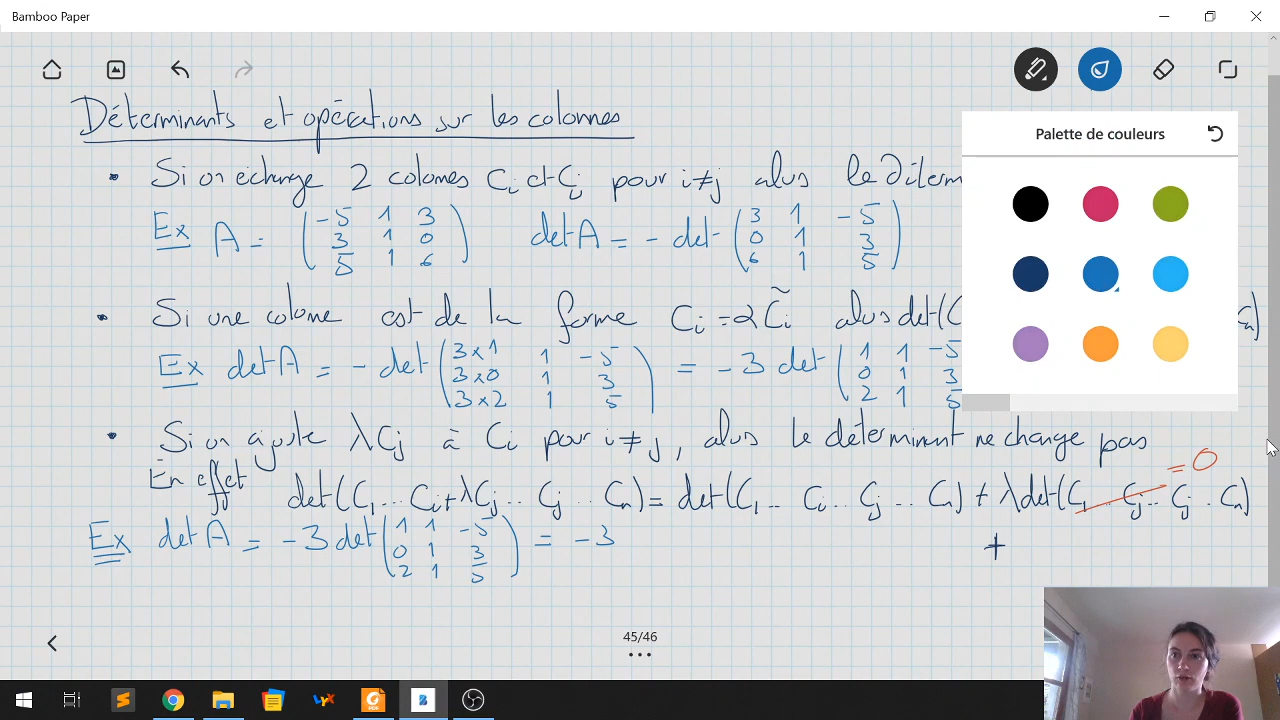 Bamboo Paper
Déterminants et opérations sur les colonnes
Palette de couleurs
• Si on échange 2 colonnes Ci et Cj pour i≠j alors le déterm
Ex A = ( -5 1 3 / 3 1 0 / 5 1 6 ) det A = - det ( 3 1 -5 / 0 1 3 / 6 1 5 )
• Si une colonne est de la forme Ci = α C̃i alors det(C n)
Ex det A = - det ( 3×1 1 -5 / 3×0 1 3 / 3×2 1 5 ) = -3 det ( 1 1 -5 / 0 1 3 / 2 1 5
• Si on ajoute λCj à Ci pour i≠j, alors le déterminant ne change pas
En effet det(C1 ... Ci+λCj ... Cj ... Cn) = det(C1 ... Ci ... Cj ... Cn) + λdet(C1 ... Cj ... Cj .. Cn) = 0
Ex det A = -3 det ( 1 1 -5 / 0 1 3 / 2 1 5 ) = -3
+
45/46